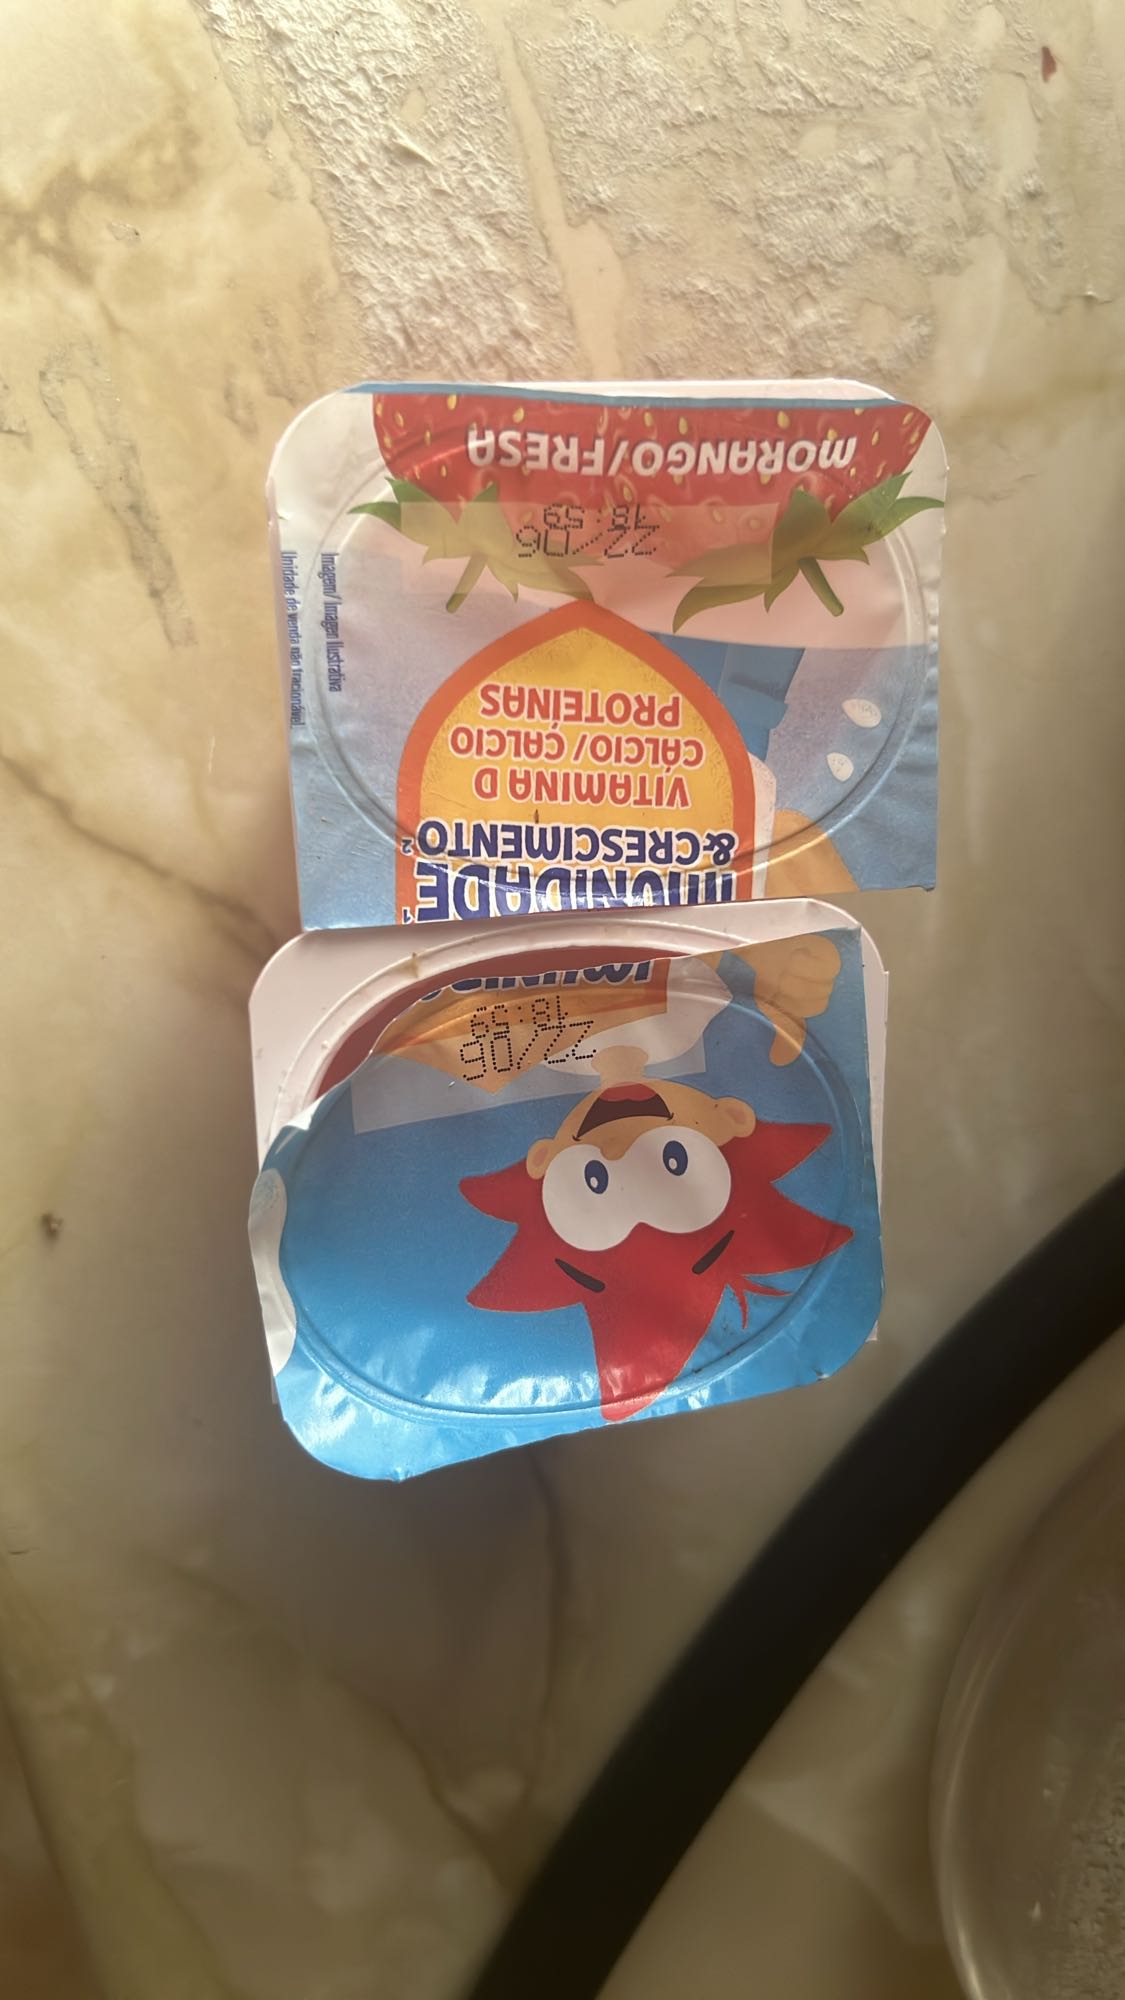 IMUNIDADE¹
&CRESCIMENTO²
VITAMINA D
CÁLCIO/CALCIO
PROTEÍNAS
22/06
18:59
MORANGO/FRESA
Imagem/Imagen Ilustrativa
Unidade de venda não fracionável
22/06
18:59